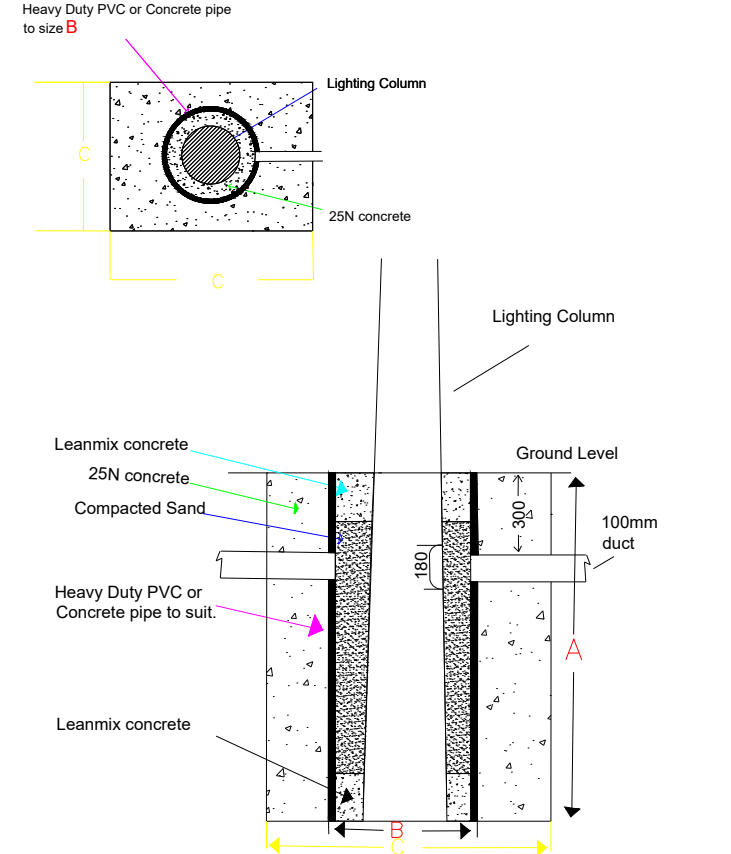 Heavy Duty PVC or Concrete pipe
to size B
Lighting Column
C
25N concrete
C
Lighting Column
Leanmix concrete
Ground Level
25N concrete
Compacted Sand
300
100mm
duct
180
Heavy Duty PVC or
Concrete pipe to suit.
A
Leanmix concrete
B
C